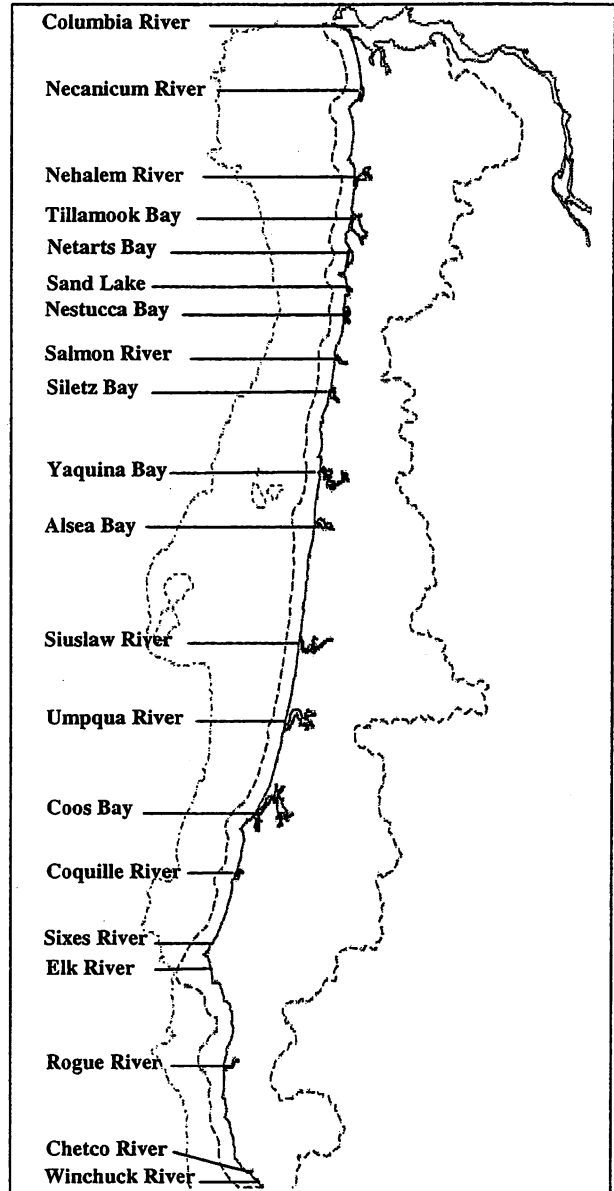 Columbia River
Necanicum River
Nehalem River
Tillamook Bay
Netarts Bay
Sand Lake
Nestucca Bay
Salmon River
Siletz Bay
Yaquina Bay
Alsea Bay
Siuslaw River
Umpqua River
Coos Bay
Coquille River
Sixes River
Elk River
Rogue River
Chetco River
Winchuck River